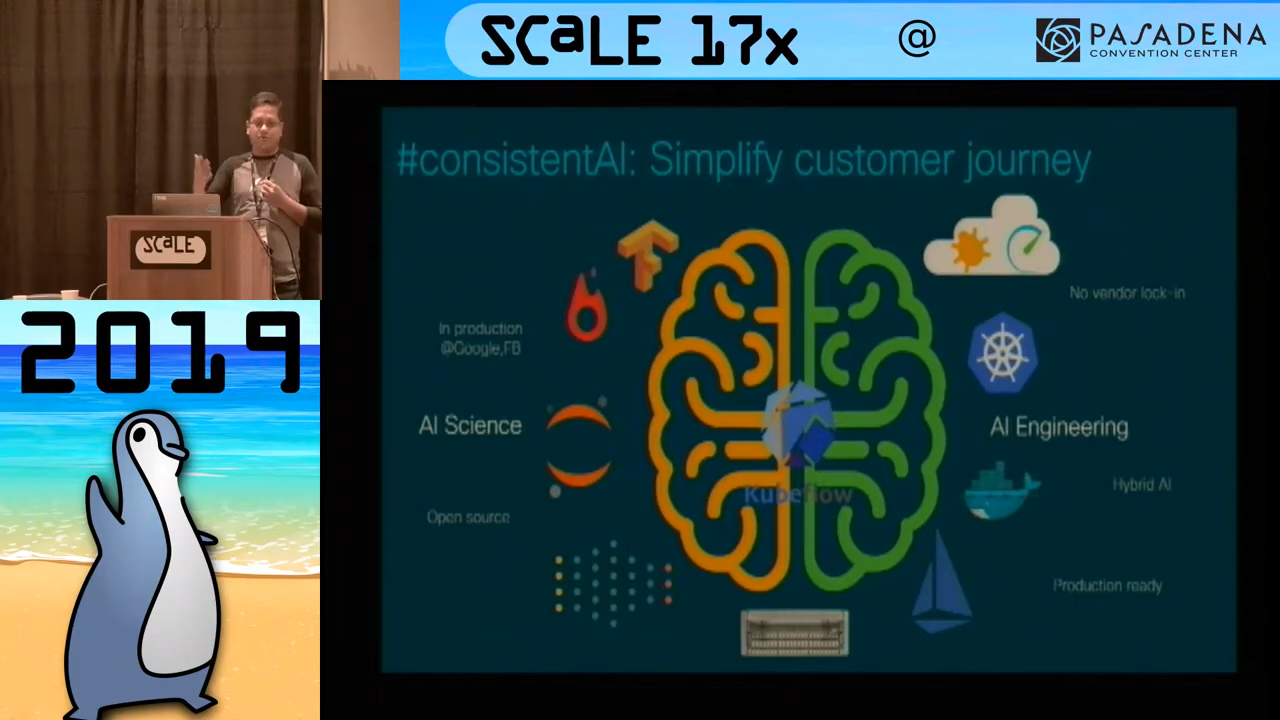 SCaLE 17x
@
PASADENA
CONVENTION CENTER
SCaLE
2019
#consistentAI: Simplify customer journey
In production
@Google,FB
AI Science
Open source
Kubeflow
No vendor lock-in
AI Engineering
Hybrid AI
Production ready